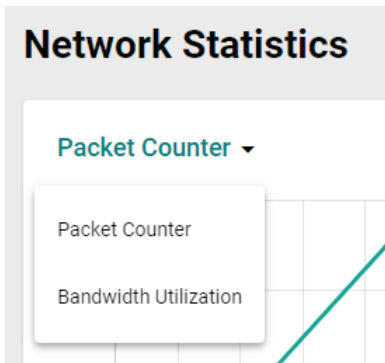 Network Statistics
Packet Counter
Packet Counter
Bandwidth Utilization